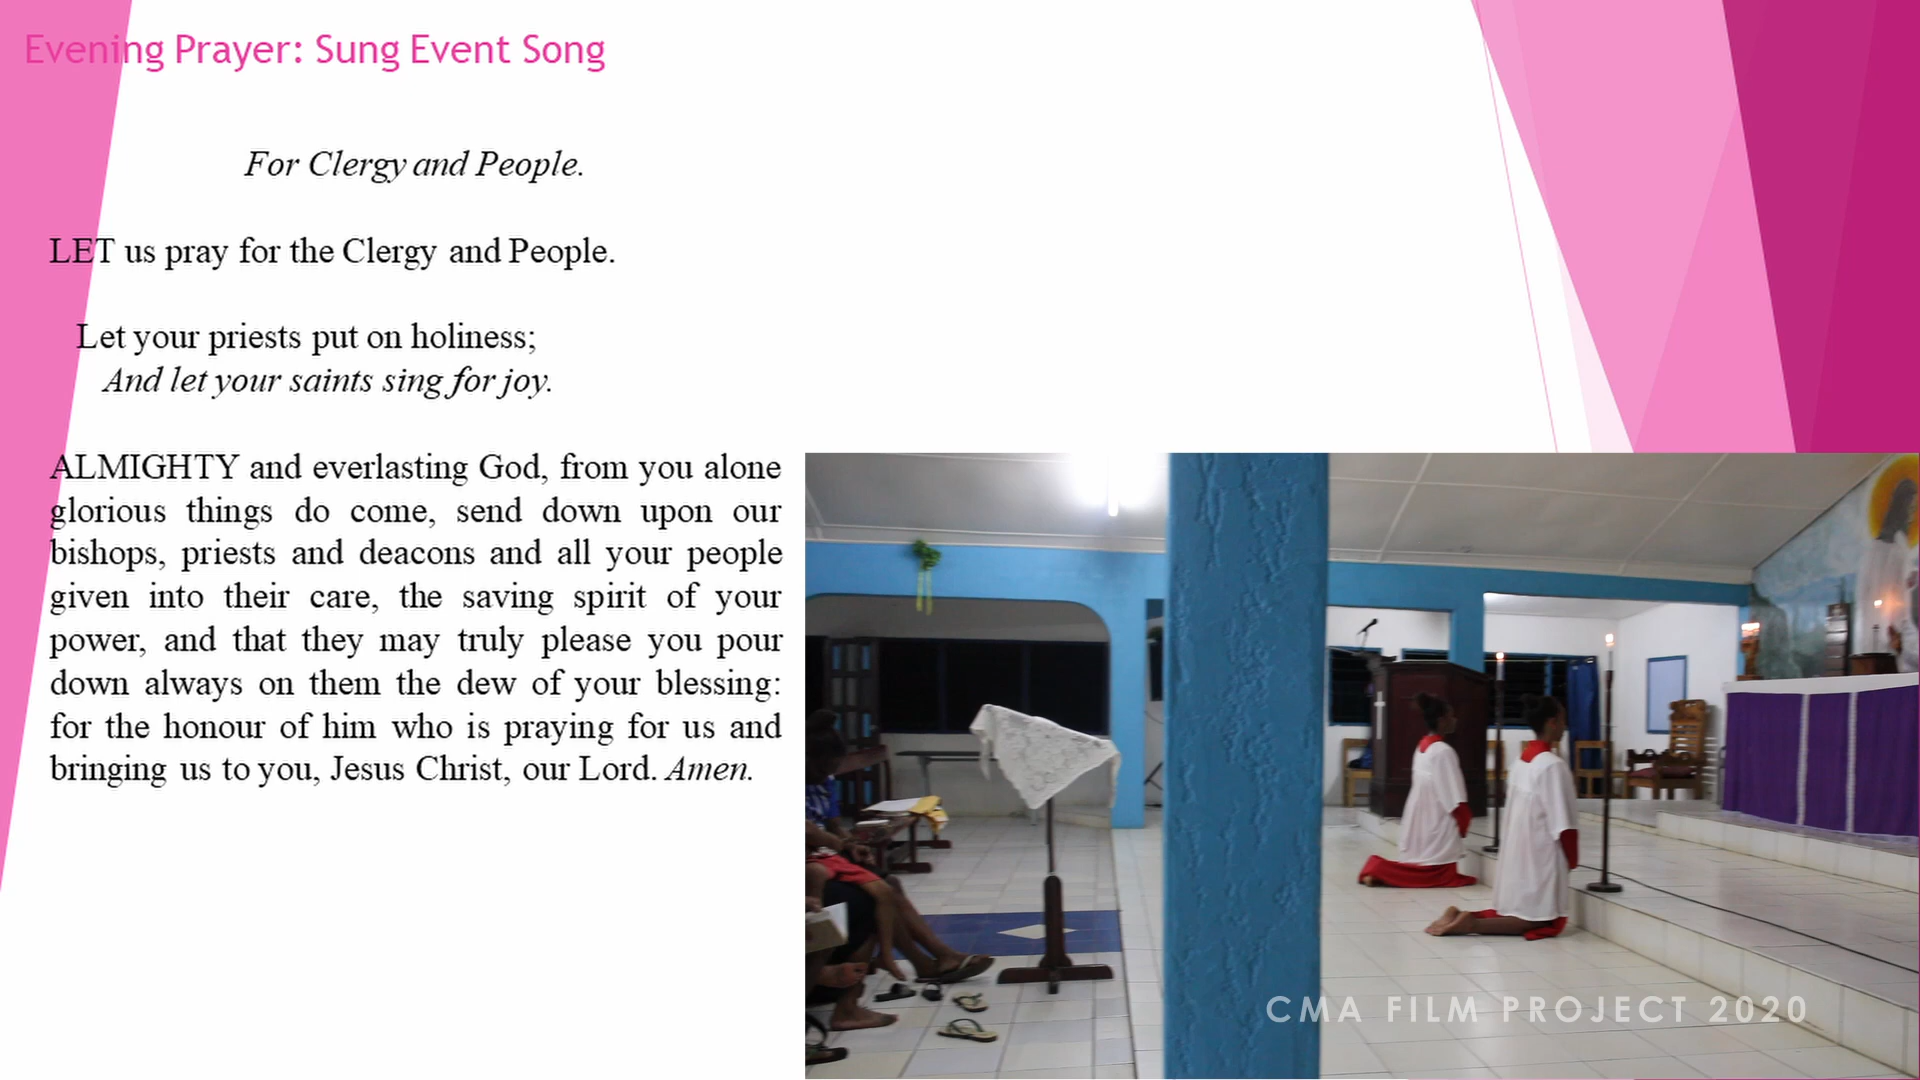 Evening Prayer: Sung Event Song
For Clergy and People.
LET us pray for the Clergy and People.
Let your priests put on holiness;
And let your saints sing for joy.
ALMIGHTY and everlasting God, from you alone
glorious things do come, send down upon our
bishops, priests and deacons and all your people
given into their care, the saving spirit of your
power, and that they may truly please you pour
down always on them the dew of your blessing:
for the honour of him who is praying for us and
bringing us to you, Jesus Christ, our Lord. Amen.
CMA FILM PROJECT 2020